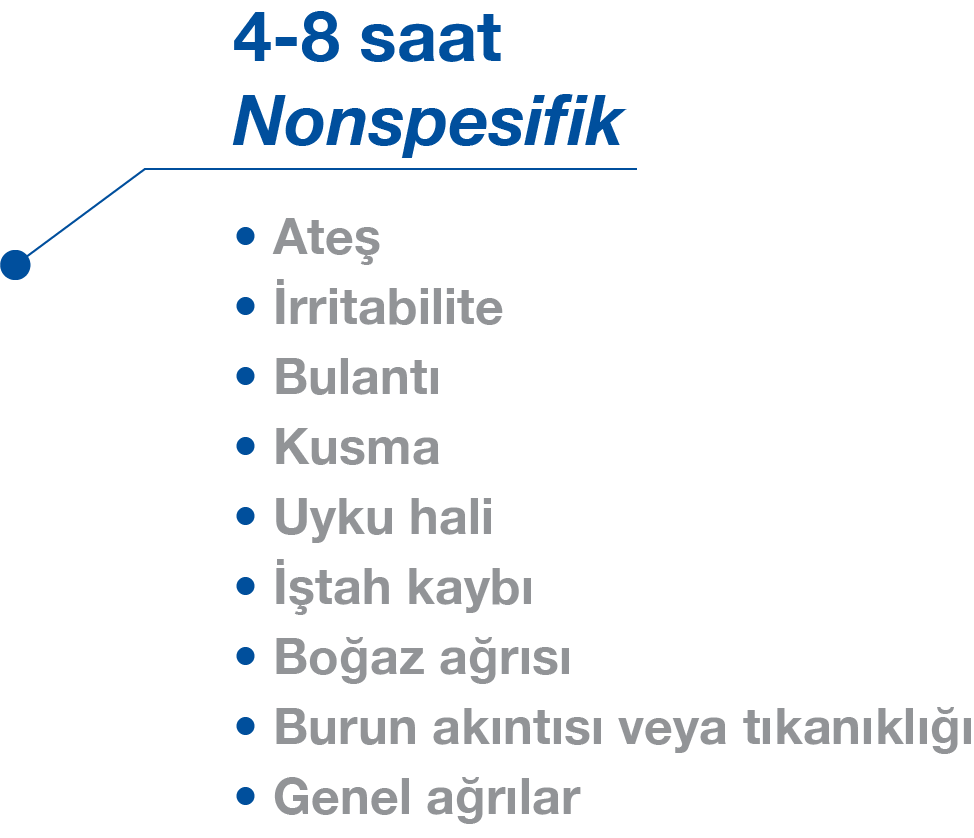 4-8 saat
Nonspesifik
• Ateş
• İrritabilite
• Bulantı
• Kusma
• Uyku hali
• İştah kaybı
• Boğaz ağrısı
• Burun akıntısı veya tıkanıklığı
• Genel ağrılar